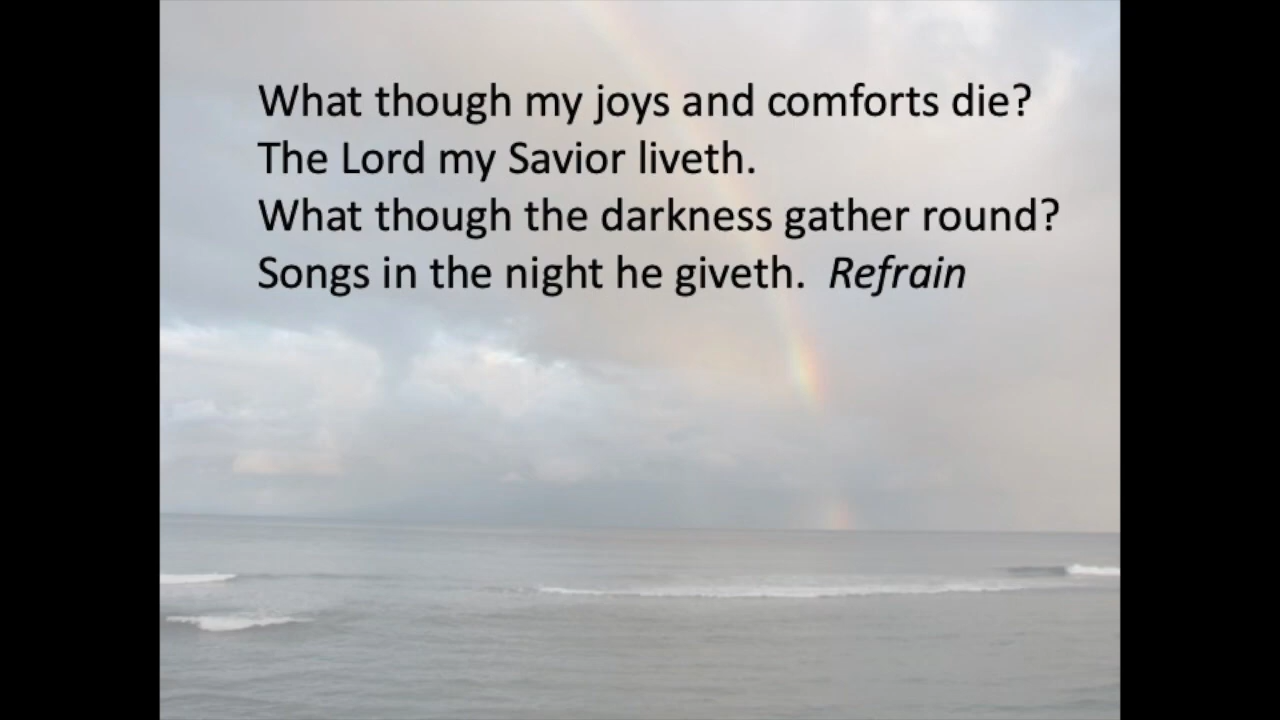 What though my joys and comforts die?
The Lord my Savior liveth.
What though the darkness gather round?
Songs in the night he giveth.  Refrain